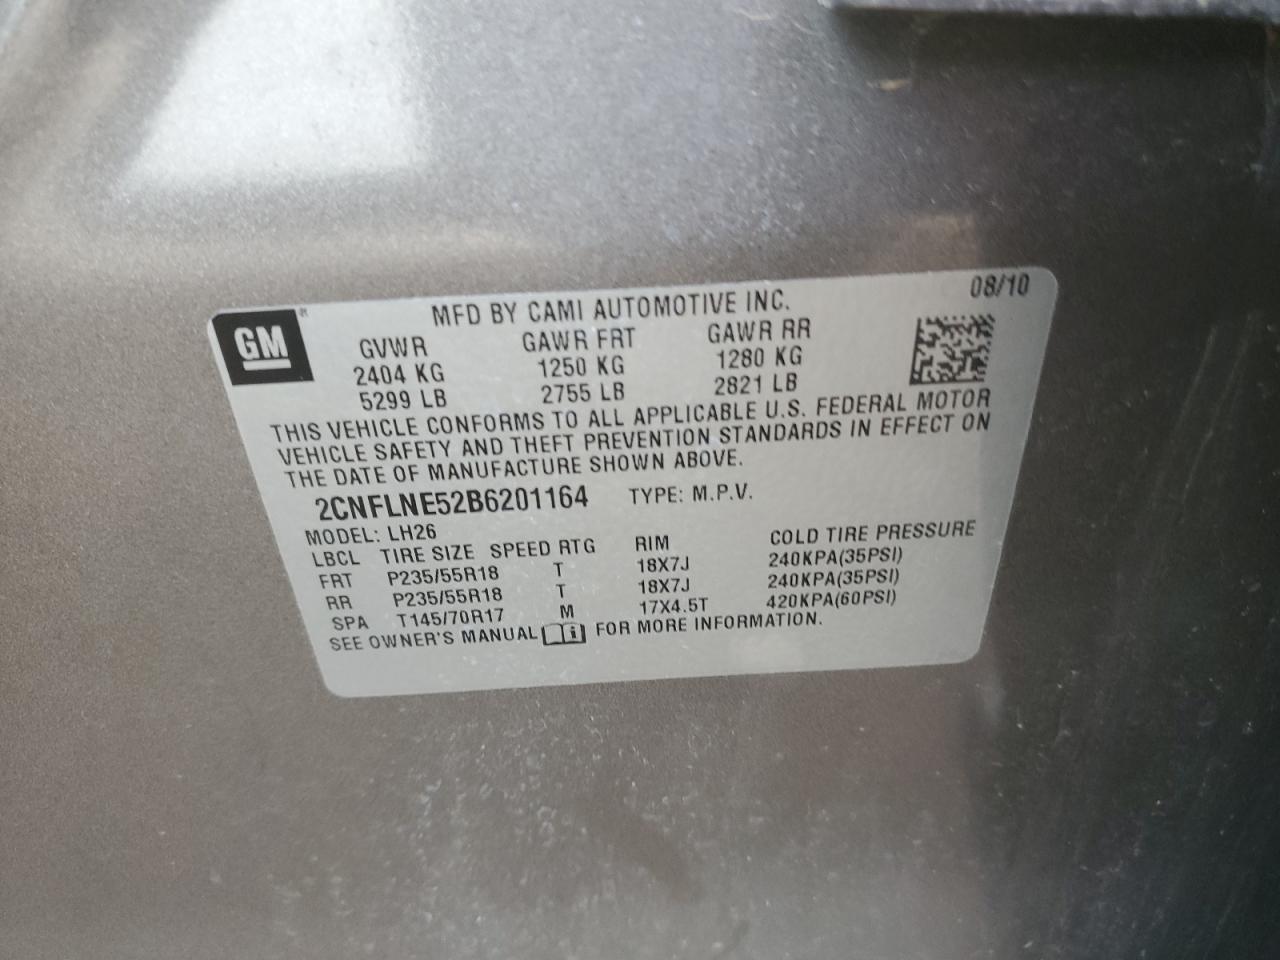 GM
MFD BY CAMI AUTOMOTIVE INC. 08/10
GVWR GAWR FRT GAWR RR
2404 KG 1250 KG 1280 KG
5299 LB 2755 LB 2821 LB
THIS VEHICLE CONFORMS TO ALL APPLICABLE U.S. FEDERAL MOTOR
VEHICLE SAFETY AND THEFT PREVENTION STANDARDS IN EFFECT ON
THE DATE OF MANUFACTURE SHOWN ABOVE.
2CNFLNE52B6201164 TYPE: M.P.V.
MODEL: LH26
LBCL TIRE SIZE SPEED RTG RIM COLD TIRE PRESSURE
FRT P235/55R18 T 18X7J 240KPA(35PSI)
RR P235/55R18 T 18X7J 240KPA(35PSI)
SPA T145/70R17 M 17X4.5T 420KPA(60PSI)
SEE OWNER'S MANUAL FOR MORE INFORMATION.